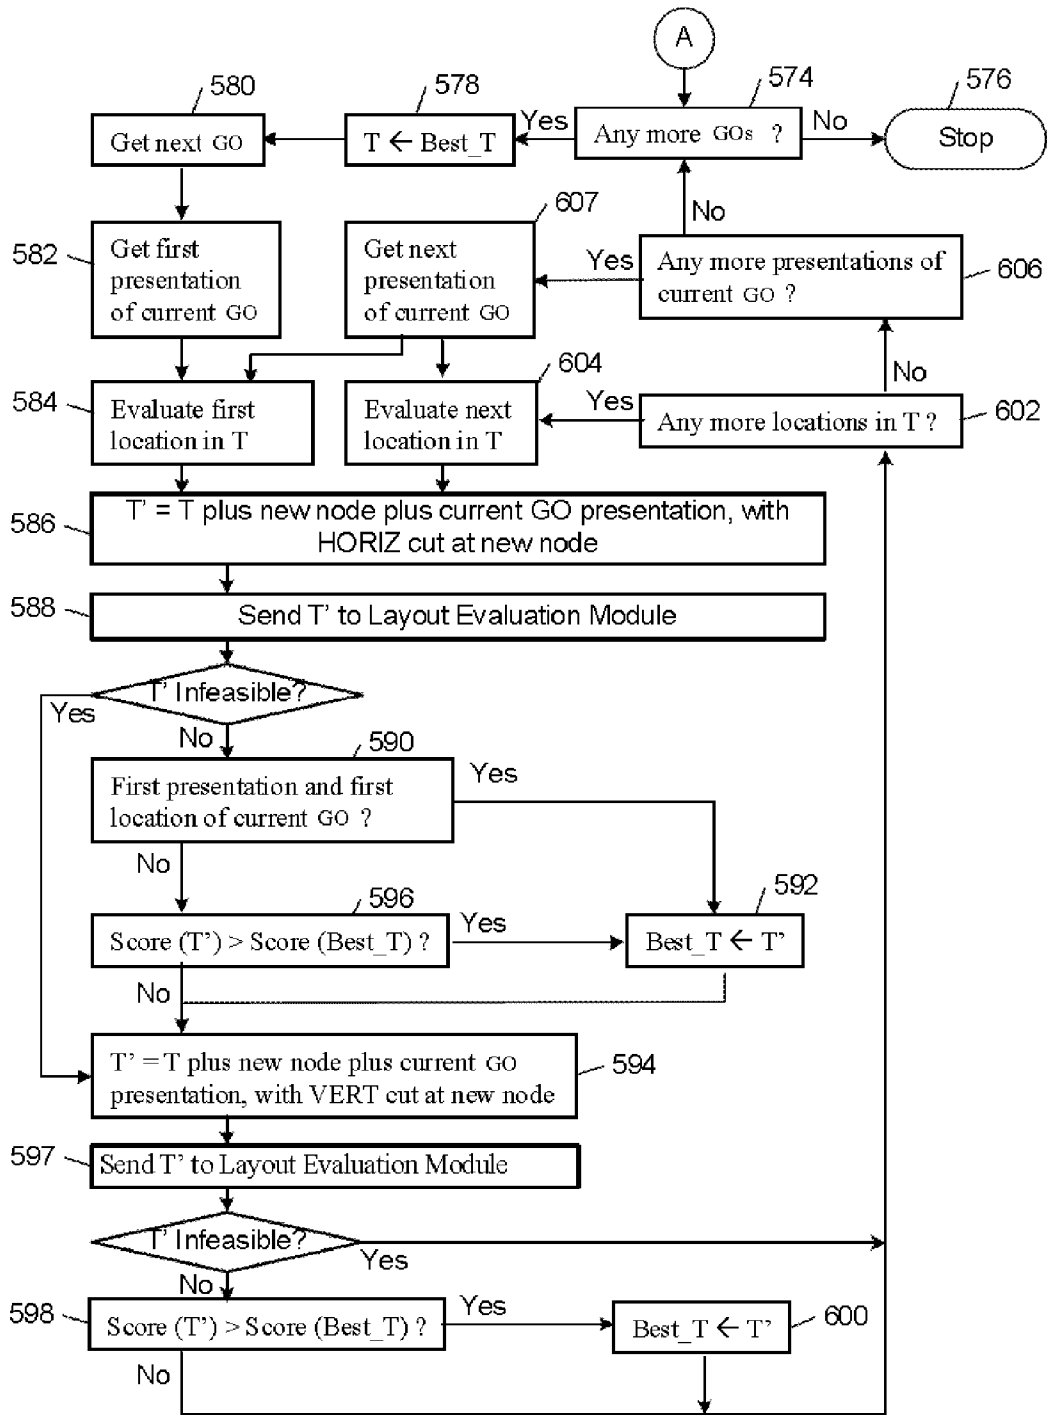 A
580
578
574
576
Get next GO
T ← Best_T
Yes
Any more GOs ?
No
Stop
No
607
582
Get first
presentation
of current GO
Get next
presentation
of current GO
Yes
Any more presentations of
current GO ?
606
No
604
584
Evaluate first
location in T
Evaluate next
location in T
Yes
Any more locations in T ?
602
586
T' = T plus new node plus current GO presentation, with
HORIZ cut at new node
588
Send T' to Layout Evaluation Module
T' Infeasible?
Yes
No
590
First presentation and first
location of current GO ?
Yes
No
596
592
Score (T') > Score (Best_T) ?
Yes
Best_T ← T'
No
T' = T plus new node plus current GO
presentation, with VERT cut at new node
594
597
Send T' to Layout Evaluation Module
T' Infeasible?
Yes
No
598
Score (T') > Score (Best_T) ?
Yes
Best_T ← T'
600
No